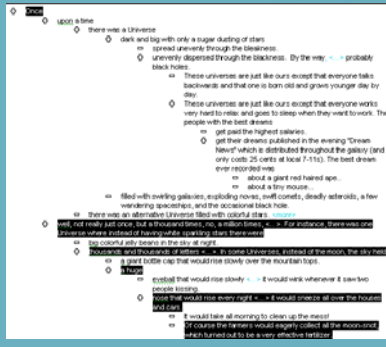 Once
upon a time
there was a Universe
dark and big with only a sugar dusting of stars
spread unevenly through the bleakness.
unevenly dispersed through the blackness. By the way, <...> probably
black holes.
These universes are just like ours except that everyone talks
backwards and that one is born old and grows younger day by
day.
These universes are just like ours except that everyone works
very hard to relax and goes to sleep when they want to work. The
people with the best dreams
get paid the highest salaries.
get their dreams published in the evening "Dream
News" which is distributed throughout the galaxy (and
only costs 25 cents at local 7-11s). The best dream
ever recorded was
about a giant red haired ape...
about a tiny mouse...
filled with swirling galaxies, exploding novas, swift comets, deadly asteroids, a few
wandering spaceships, and the occasional black hole.
there was an alternative Universe filled with colorful stars <more>
well, not really just once, but a thousand times, no, a million times, <...> For instance, there was one
Universe where instead of having white sparkling stars there were
big colorful jelly beans in the sky at night.
thousands and thousands of letters <...> In some Universes, instead of the moon, the sky held
a giant bottle cap that would rise slowly over the mountain tops.
a huge
eyeball that would rise slowly <...> it would wink whenever it saw two
people kissing.
nose that would rise every night <...> it would sneeze all over the houses
and cars.
It would take all morning to clean up the mess!
Of course the farmers would eagerly collect all the moon-snot,
which turned out to be a very effective fertilizer.